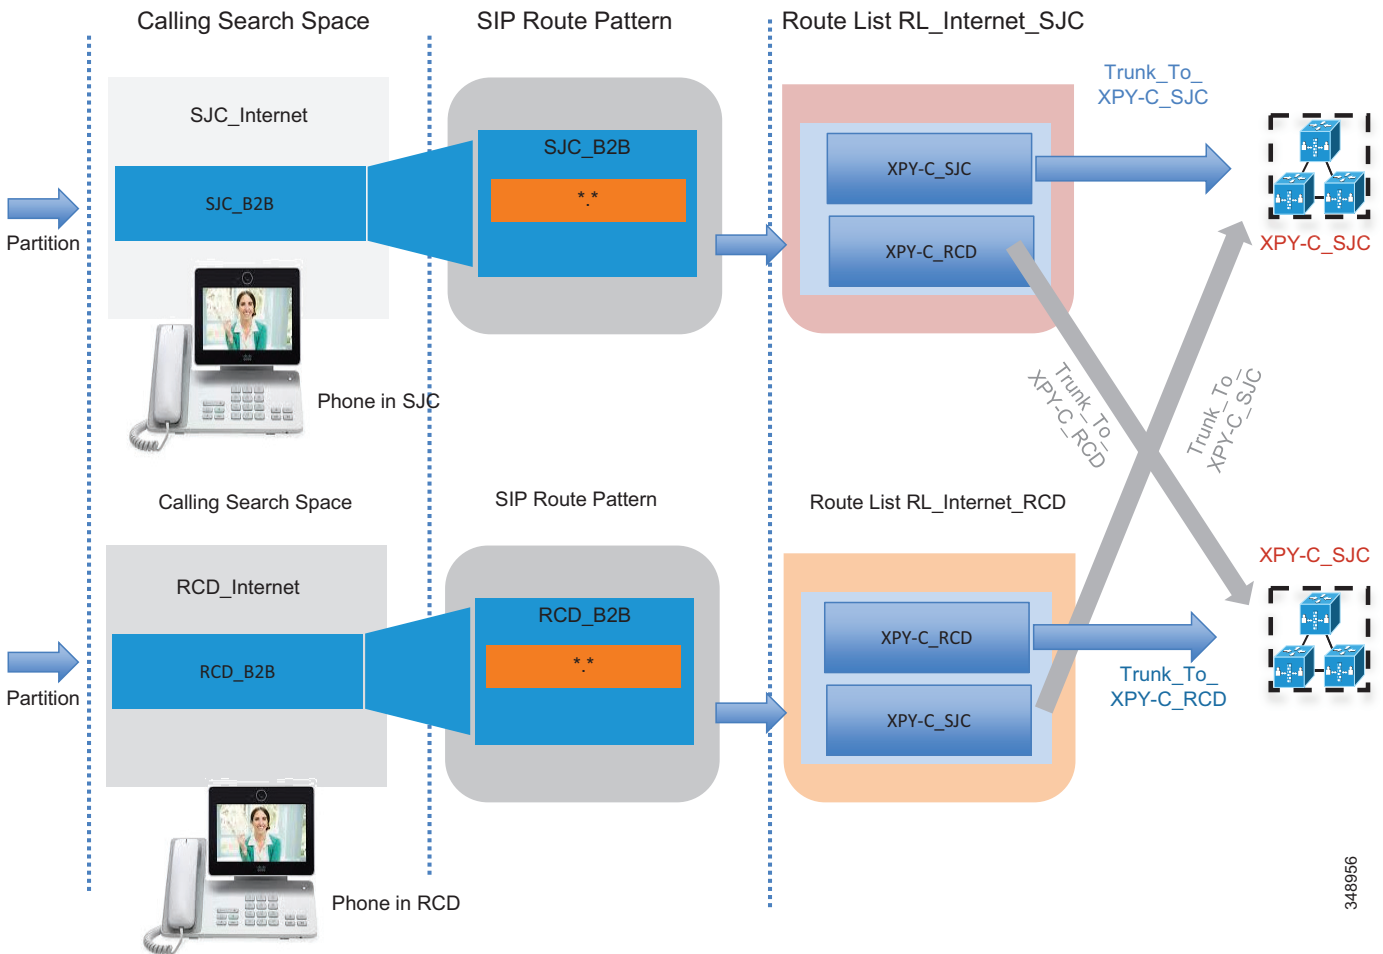 Calling Search Space
SIP Route Pattern
Route List RL_Internet_SJC
Trunk_To_
XPY-C_SJC
SJC_Internet
SJC_B2B
XPY-C_SJC
*.*
SJC_B2B
Partition
XPY-C_RCD
XPY-C_SJC
Phone in SJC
Trunk_To_
XPY-C_RCD
Trunk_To_
XPY-C_SJC
Calling Search Space
SIP Route Pattern
Route List RL_Internet_RCD
XPY-C_SJC
RCD_Internet
RCD_B2B
XPY-C_RCD
*.*
RCD_B2B
Partition
Trunk_To_
XPY-C_RCD
XPY-C_SJC
Phone in RCD
348956